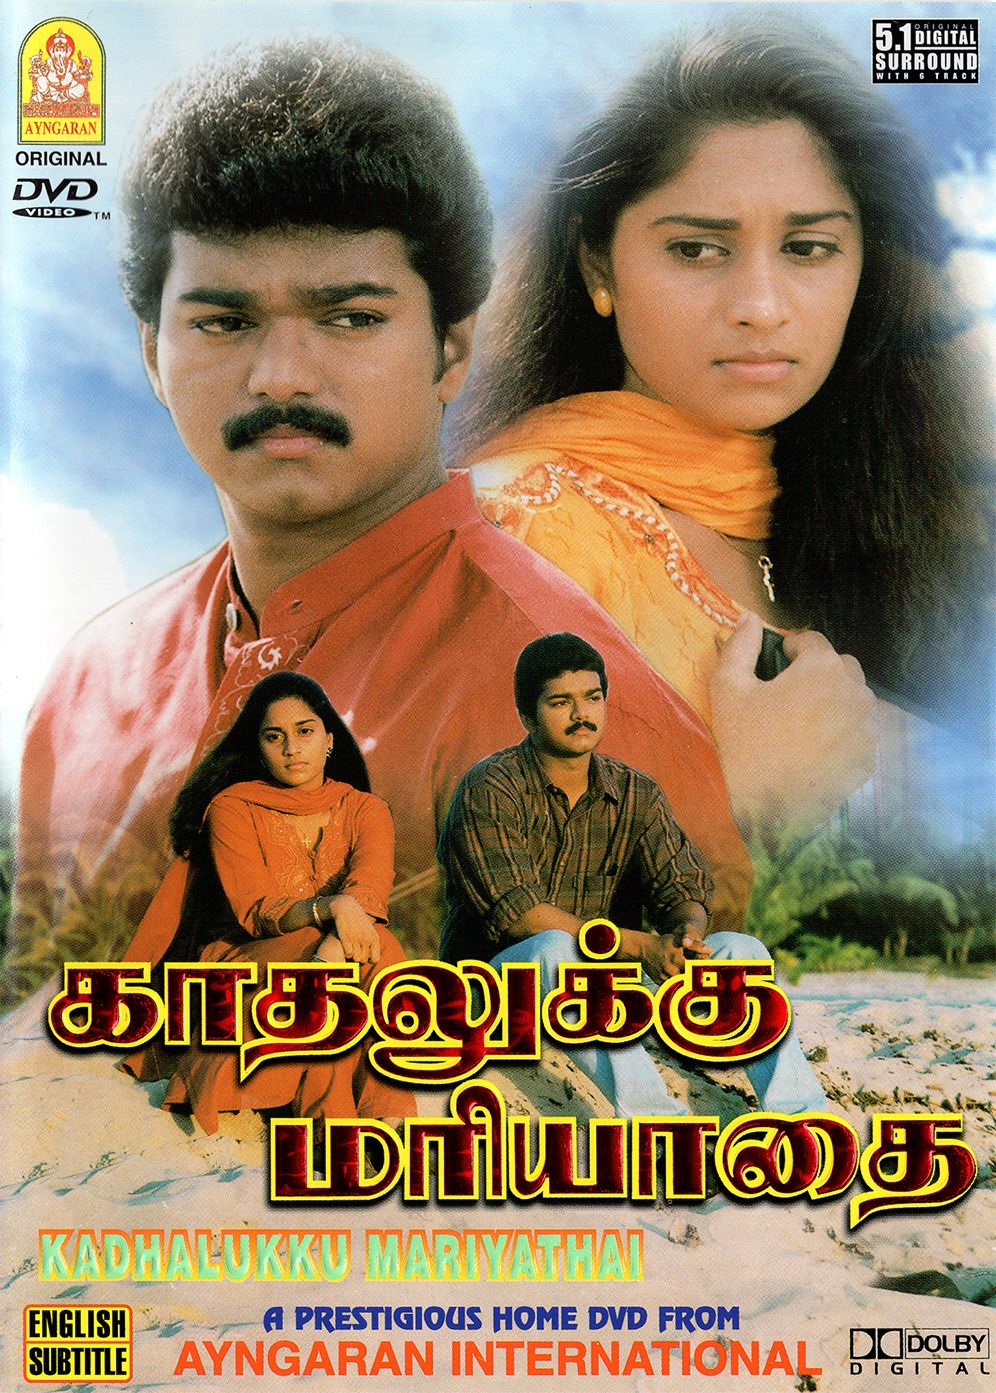 AYNGARAN
ORIGINAL
DVD
VIDEO TM
5.1 ORIGINAL DIGITAL
SURROUND
WITH 6 TRACK
காதலுக்கு
மரியாதை
KADHALUKKU MARIYATHAI
ENGLISH
SUBTITLE
A PRESTIGIOUS HOME DVD FROM
AYNGARAN INTERNATIONAL
DOLBY
DIGITAL